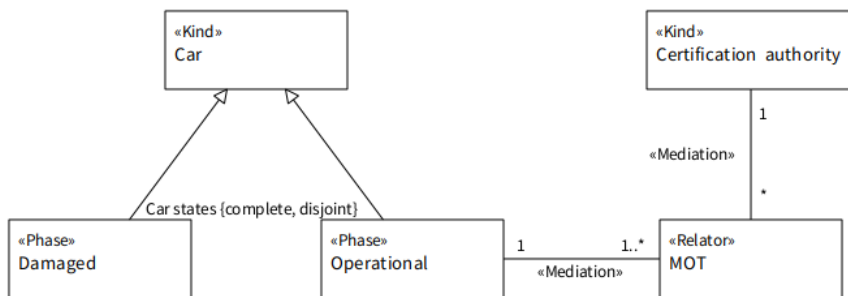 «Kind»
Car
«Kind»
Certification authority
1
«Mediation»
*
Car states {complete, disjoint}
«Phase»
Damaged
«Phase»
Operational
1
1..*
«Mediation»
«Relator»
MOT